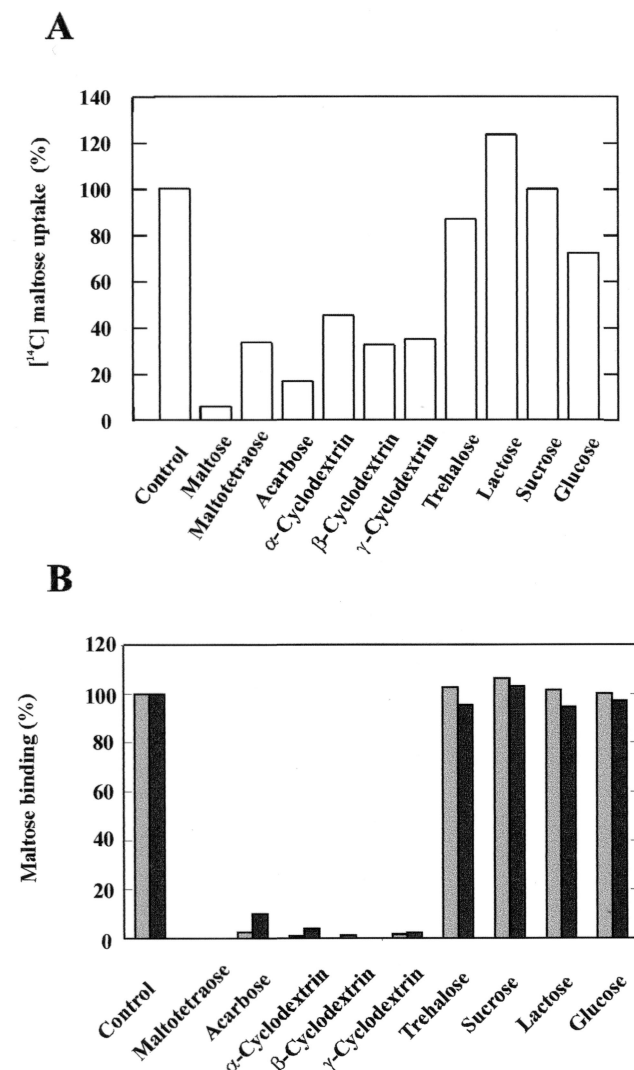 A
140
120
100
80
60
40
20
0
[¹⁴C] maltose uptake (%)
Control
Maltose
Maltotetraose
Acarbose
α-Cyclodextrin
β-Cyclodextrin
γ-Cyclodextrin
Trehalose
Lactose
Sucrose
Glucose
B
120
100
80
60
40
20
0
Maltose binding (%)
Control
Maltotetraose
Acarbose
α-Cyclodextrin
β-Cyclodextrin
γ-Cyclodextrin
Trehalose
Sucrose
Lactose
Glucose